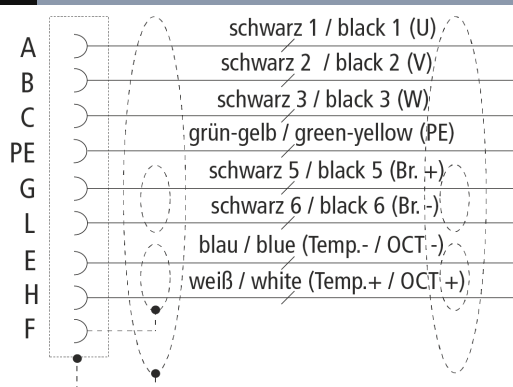 A schwarz 1 / black 1 (U)
B schwarz 2 / black 2 (V)
C schwarz 3 / black 3 (W)
PE grün-gelb / green-yellow (PE)
G schwarz 5 / black 5 (Br. +)
L schwarz 6 / black 6 (Br. -)
E blau / blue (Temp.- / OCT -)
H weiß / white (Temp.+ / OCT +)
F